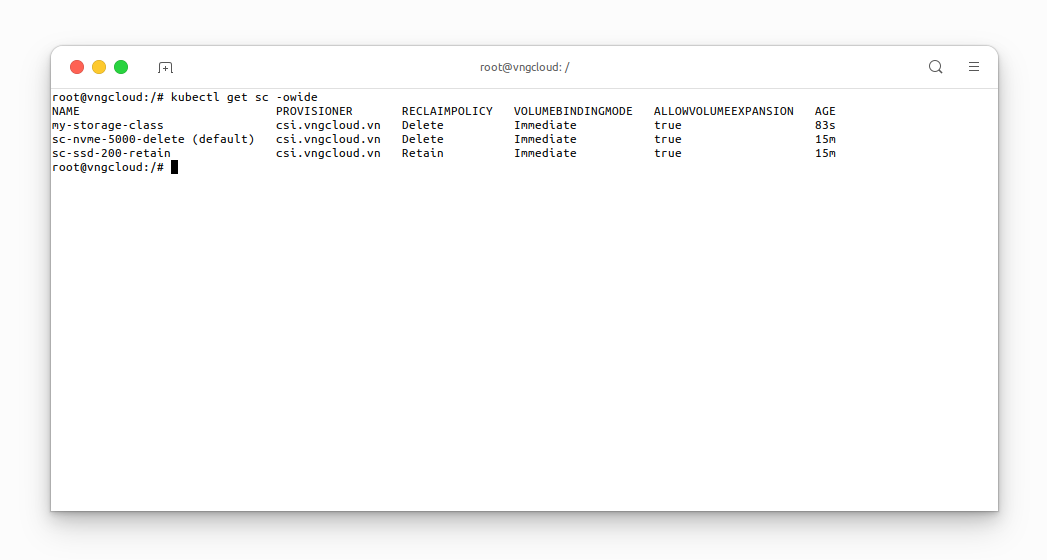 root@vngcloud: /
root@vngcloud:/# kubectl get sc -owide
NAME                            PROVISIONER       RECLAIMPOLICY   VOLUMEBINDINGMODE   ALLOWVOLUMEEXPANSION   AGE
my-storage-class                csi.vngcloud.vn   Delete          Immediate           true                   83s
sc-nvme-5000-delete (default)   csi.vngcloud.vn   Delete          Immediate           true                   15m
sc-ssd-200-retain               csi.vngcloud.vn   Retain          Immediate           true                   15m
root@vngcloud:/#